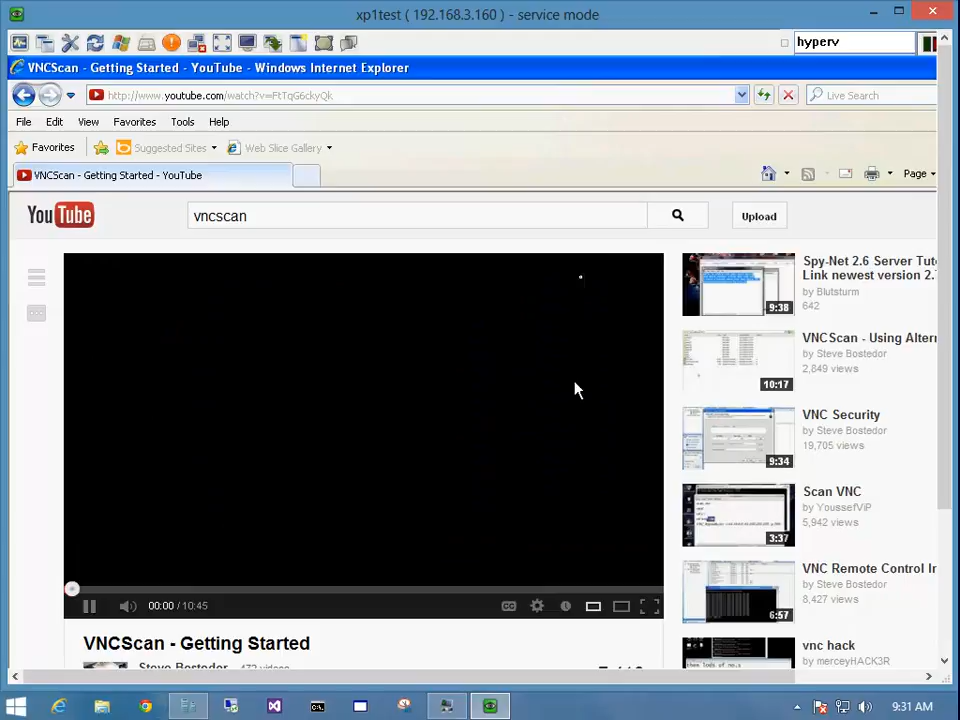 xp1test ( 192.168.3.160 ) - service mode
hyperv
VNCScan - Getting Started - YouTube - Windows Internet Explorer
http://www.youtube.com/watch?v=FtTqG6ckyQk
Live Search
File Edit View Favorites Tools Help
Favorites Suggested Sites Web Slice Gallery
VNCScan - Getting Started - YouTube
Page
YouTube
vncscan
Upload
Spy-Net 2.6 Server Tut
Link newest version 2.
by Blutsturm
642
9:38
VNCScan - Using Altern
by Steve Bostedor
2,849 views
10:17
VNC Security
by Steve Bostedor
19,705 views
9:34
Scan VNC
by YoussefViP
5,942 views
3:37
VNC Remote Control In
by Steve Bostedor
8,427 views
6:57
vnc hack
by merceyHACK3R
00:00 / 10:45
CC
VNCScan - Getting Started
Steve Bostedor
9:31 AM